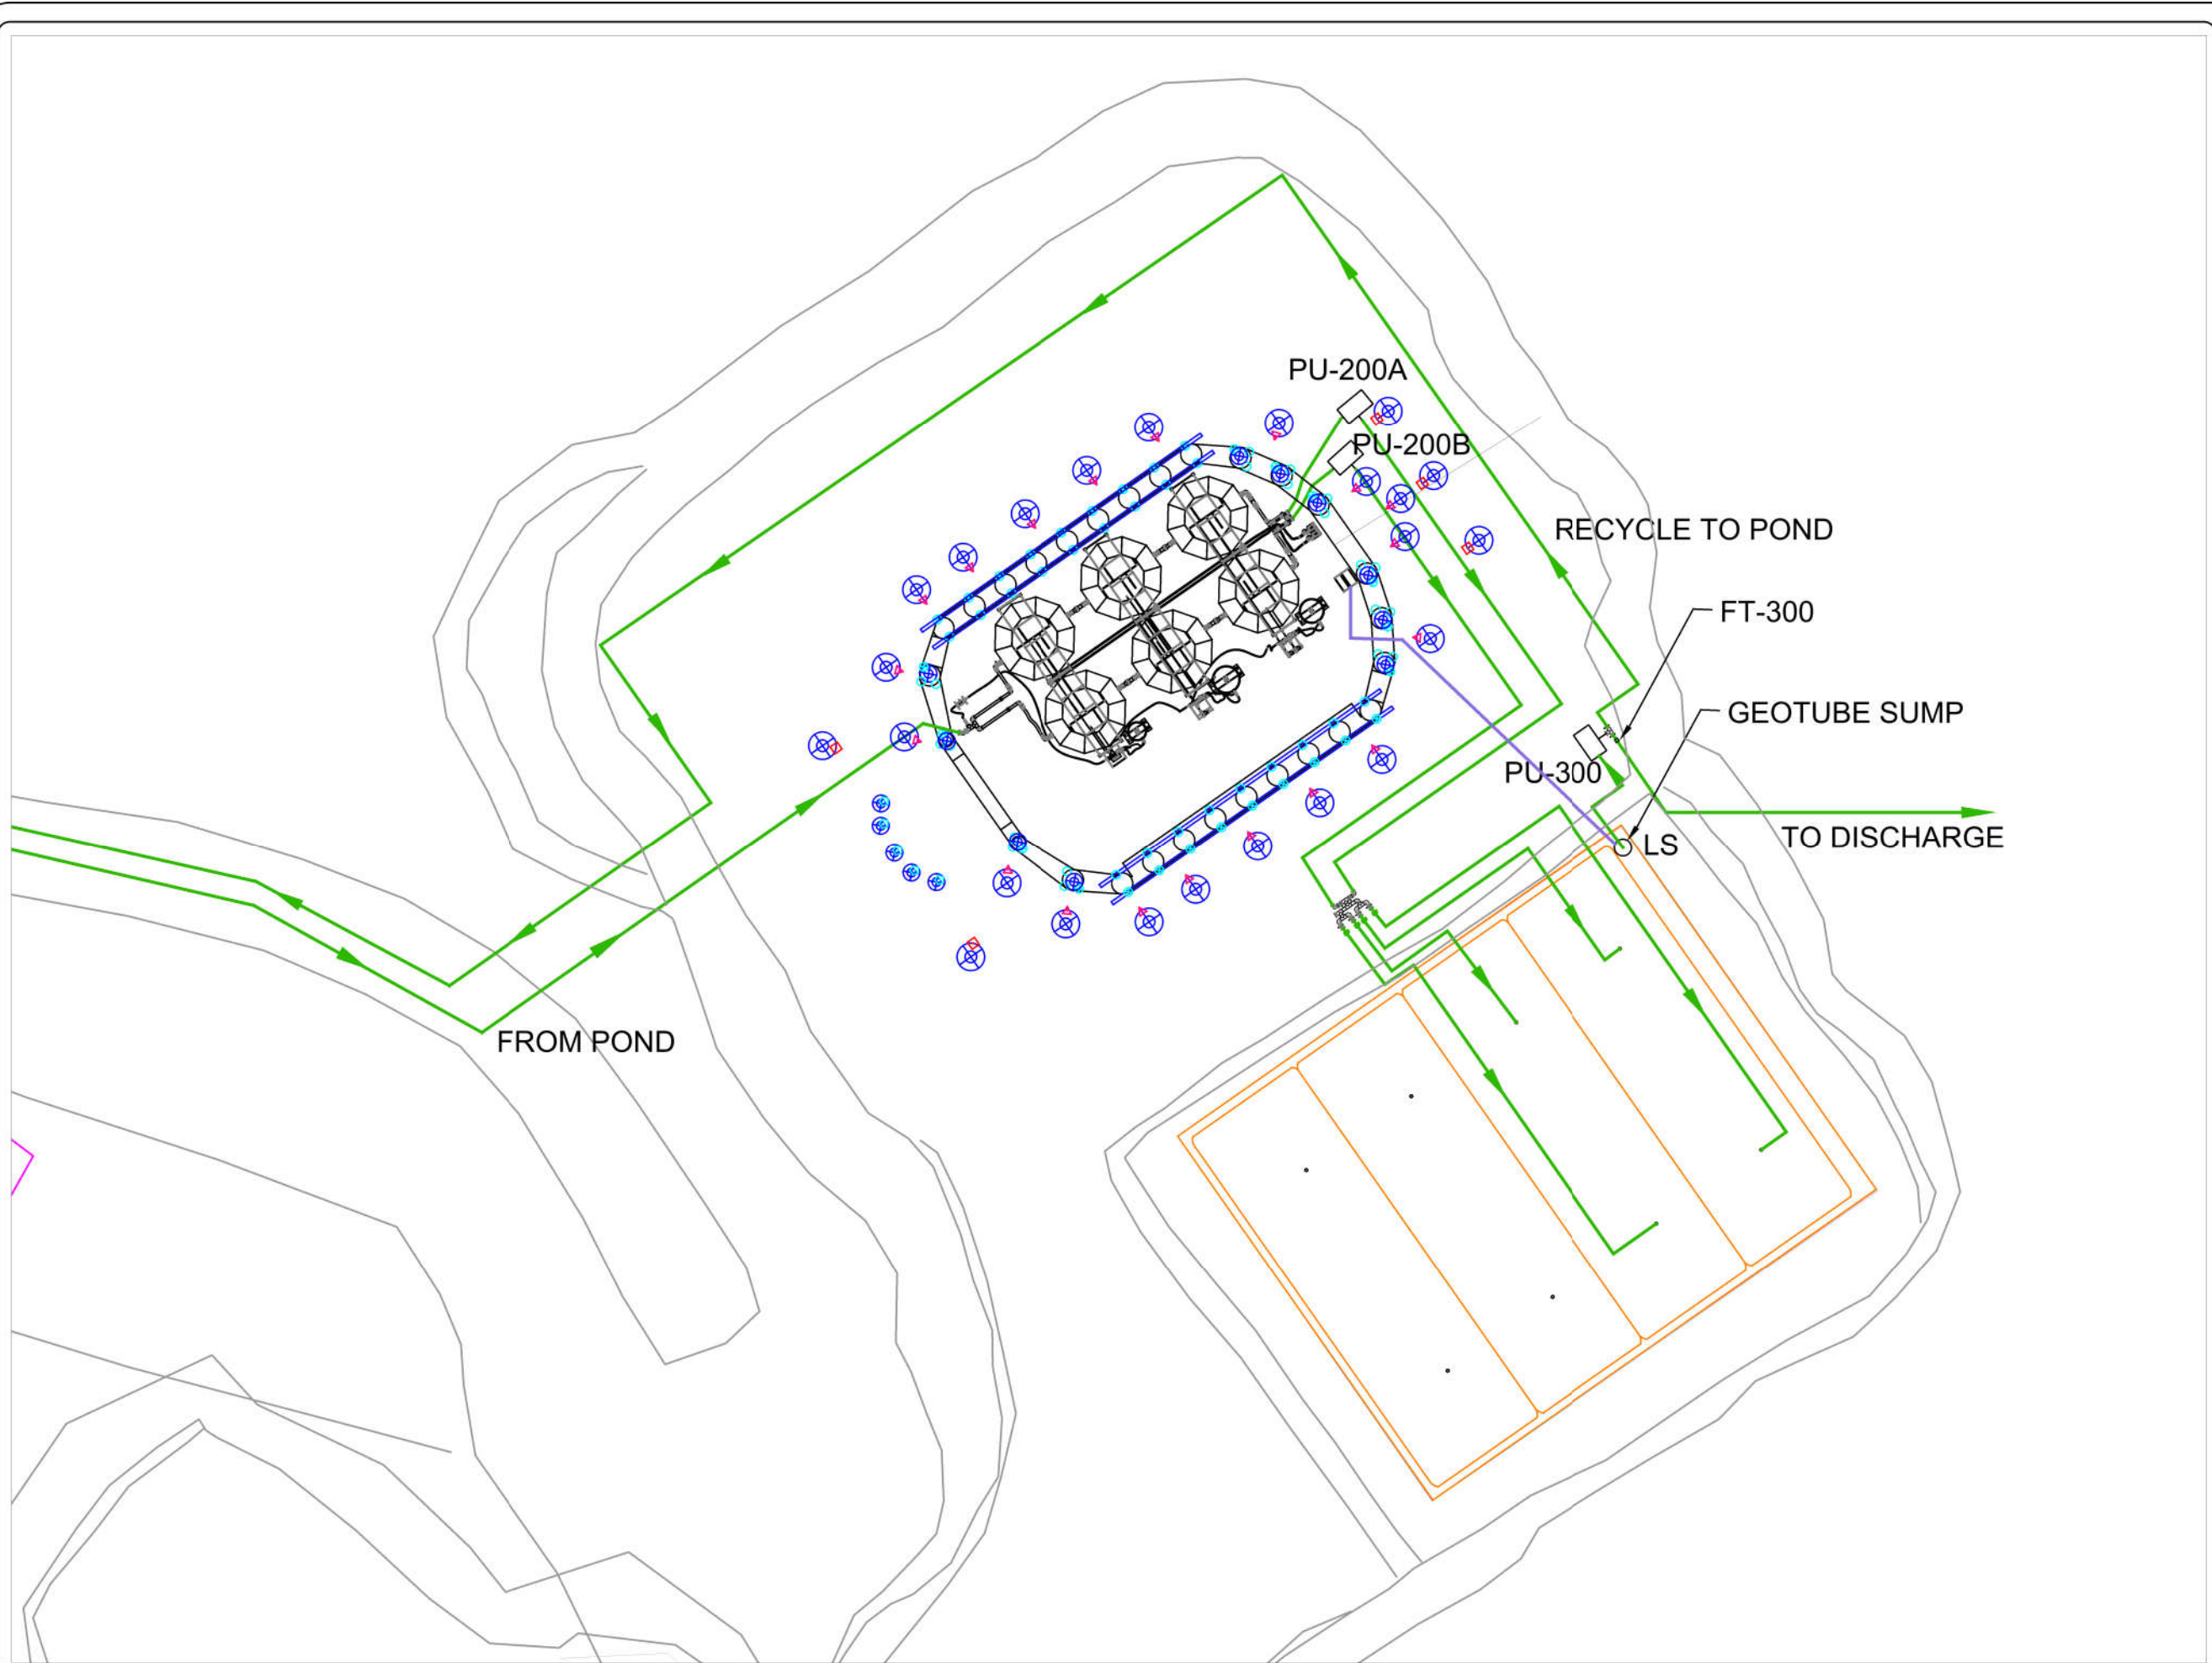 PU-200A
PU-200B
RECYCLE TO POND
FT-300
GEOTUBE SUMP
PU-300
TO DISCHARGE
LS
FROM POND